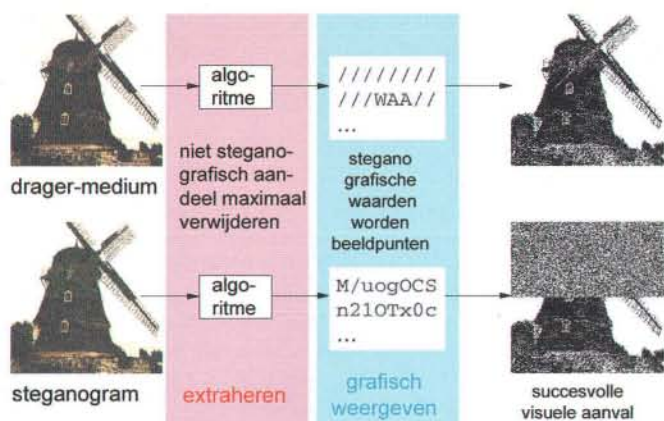 algo-
ritme
////////
///WAA//
...
drager-medium
niet stegano-
grafisch aan-
deel maximaal
verwijderen
stegano
grafische
waarden
worden
beeldpunten
algo-
ritme
M/uogOCS
n21OTx0c
...
steganogram
extraheren
grafisch
weergeven
succesvolle
visuele aanval